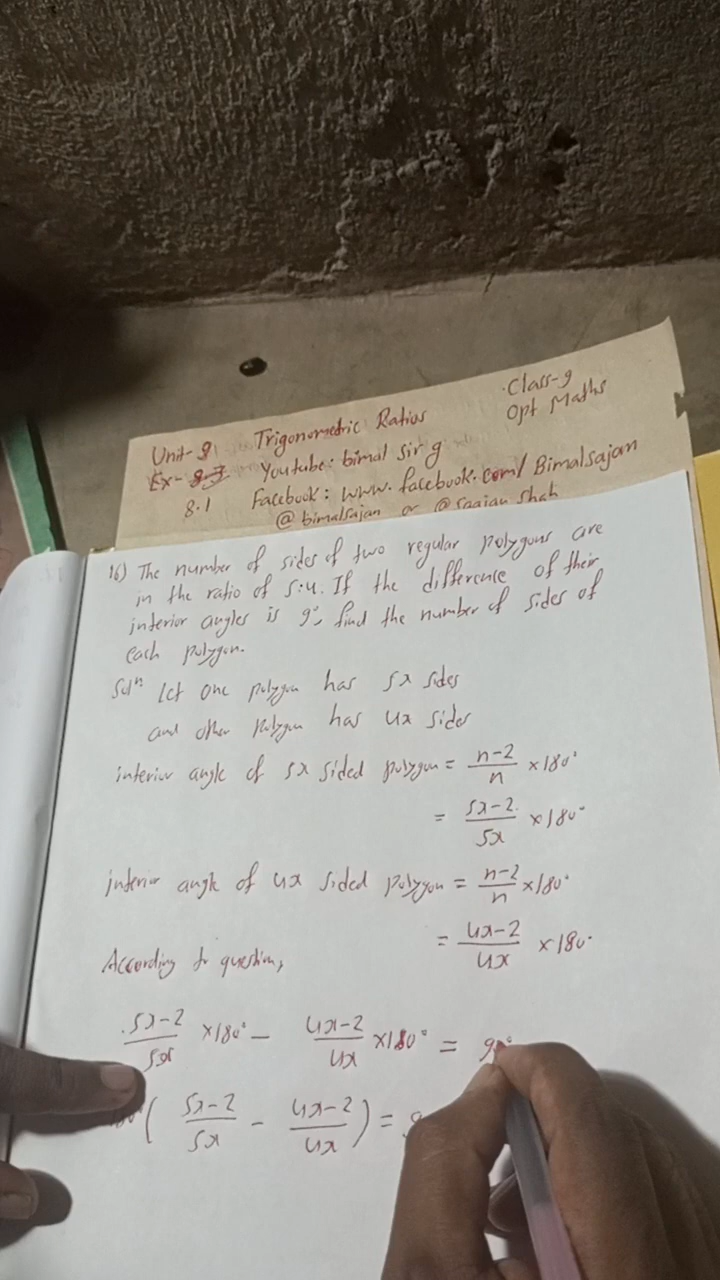 Class-9
Opt Maths
Unit-8 Trigonometric Ratios
Ex- 8.1 Youtube: bimal sir g
Facebook: www.facebook.com/Bimalsajan
@bimalsajan or @sajan shah
16) The number of sides of two regular polygons are
in the ratio of 5:4. If the difference of their
interior angles is 9°, find the number of sides of
each polygon.
Solⁿ let one polygon has 5x sides
and other polygon has 4x sides
interior angle of 5x sided polygon = n-2/n ×180°
= 5x-2/5x ×180°
interior angle of 4x sided polygon = n-2/n ×180°
= 4x-2/4x ×180°
According to question,
5x-2/5x ×180° - 4x-2/4x ×180° = 9°
( 5x-2/5x - 4x-2/4x ) =